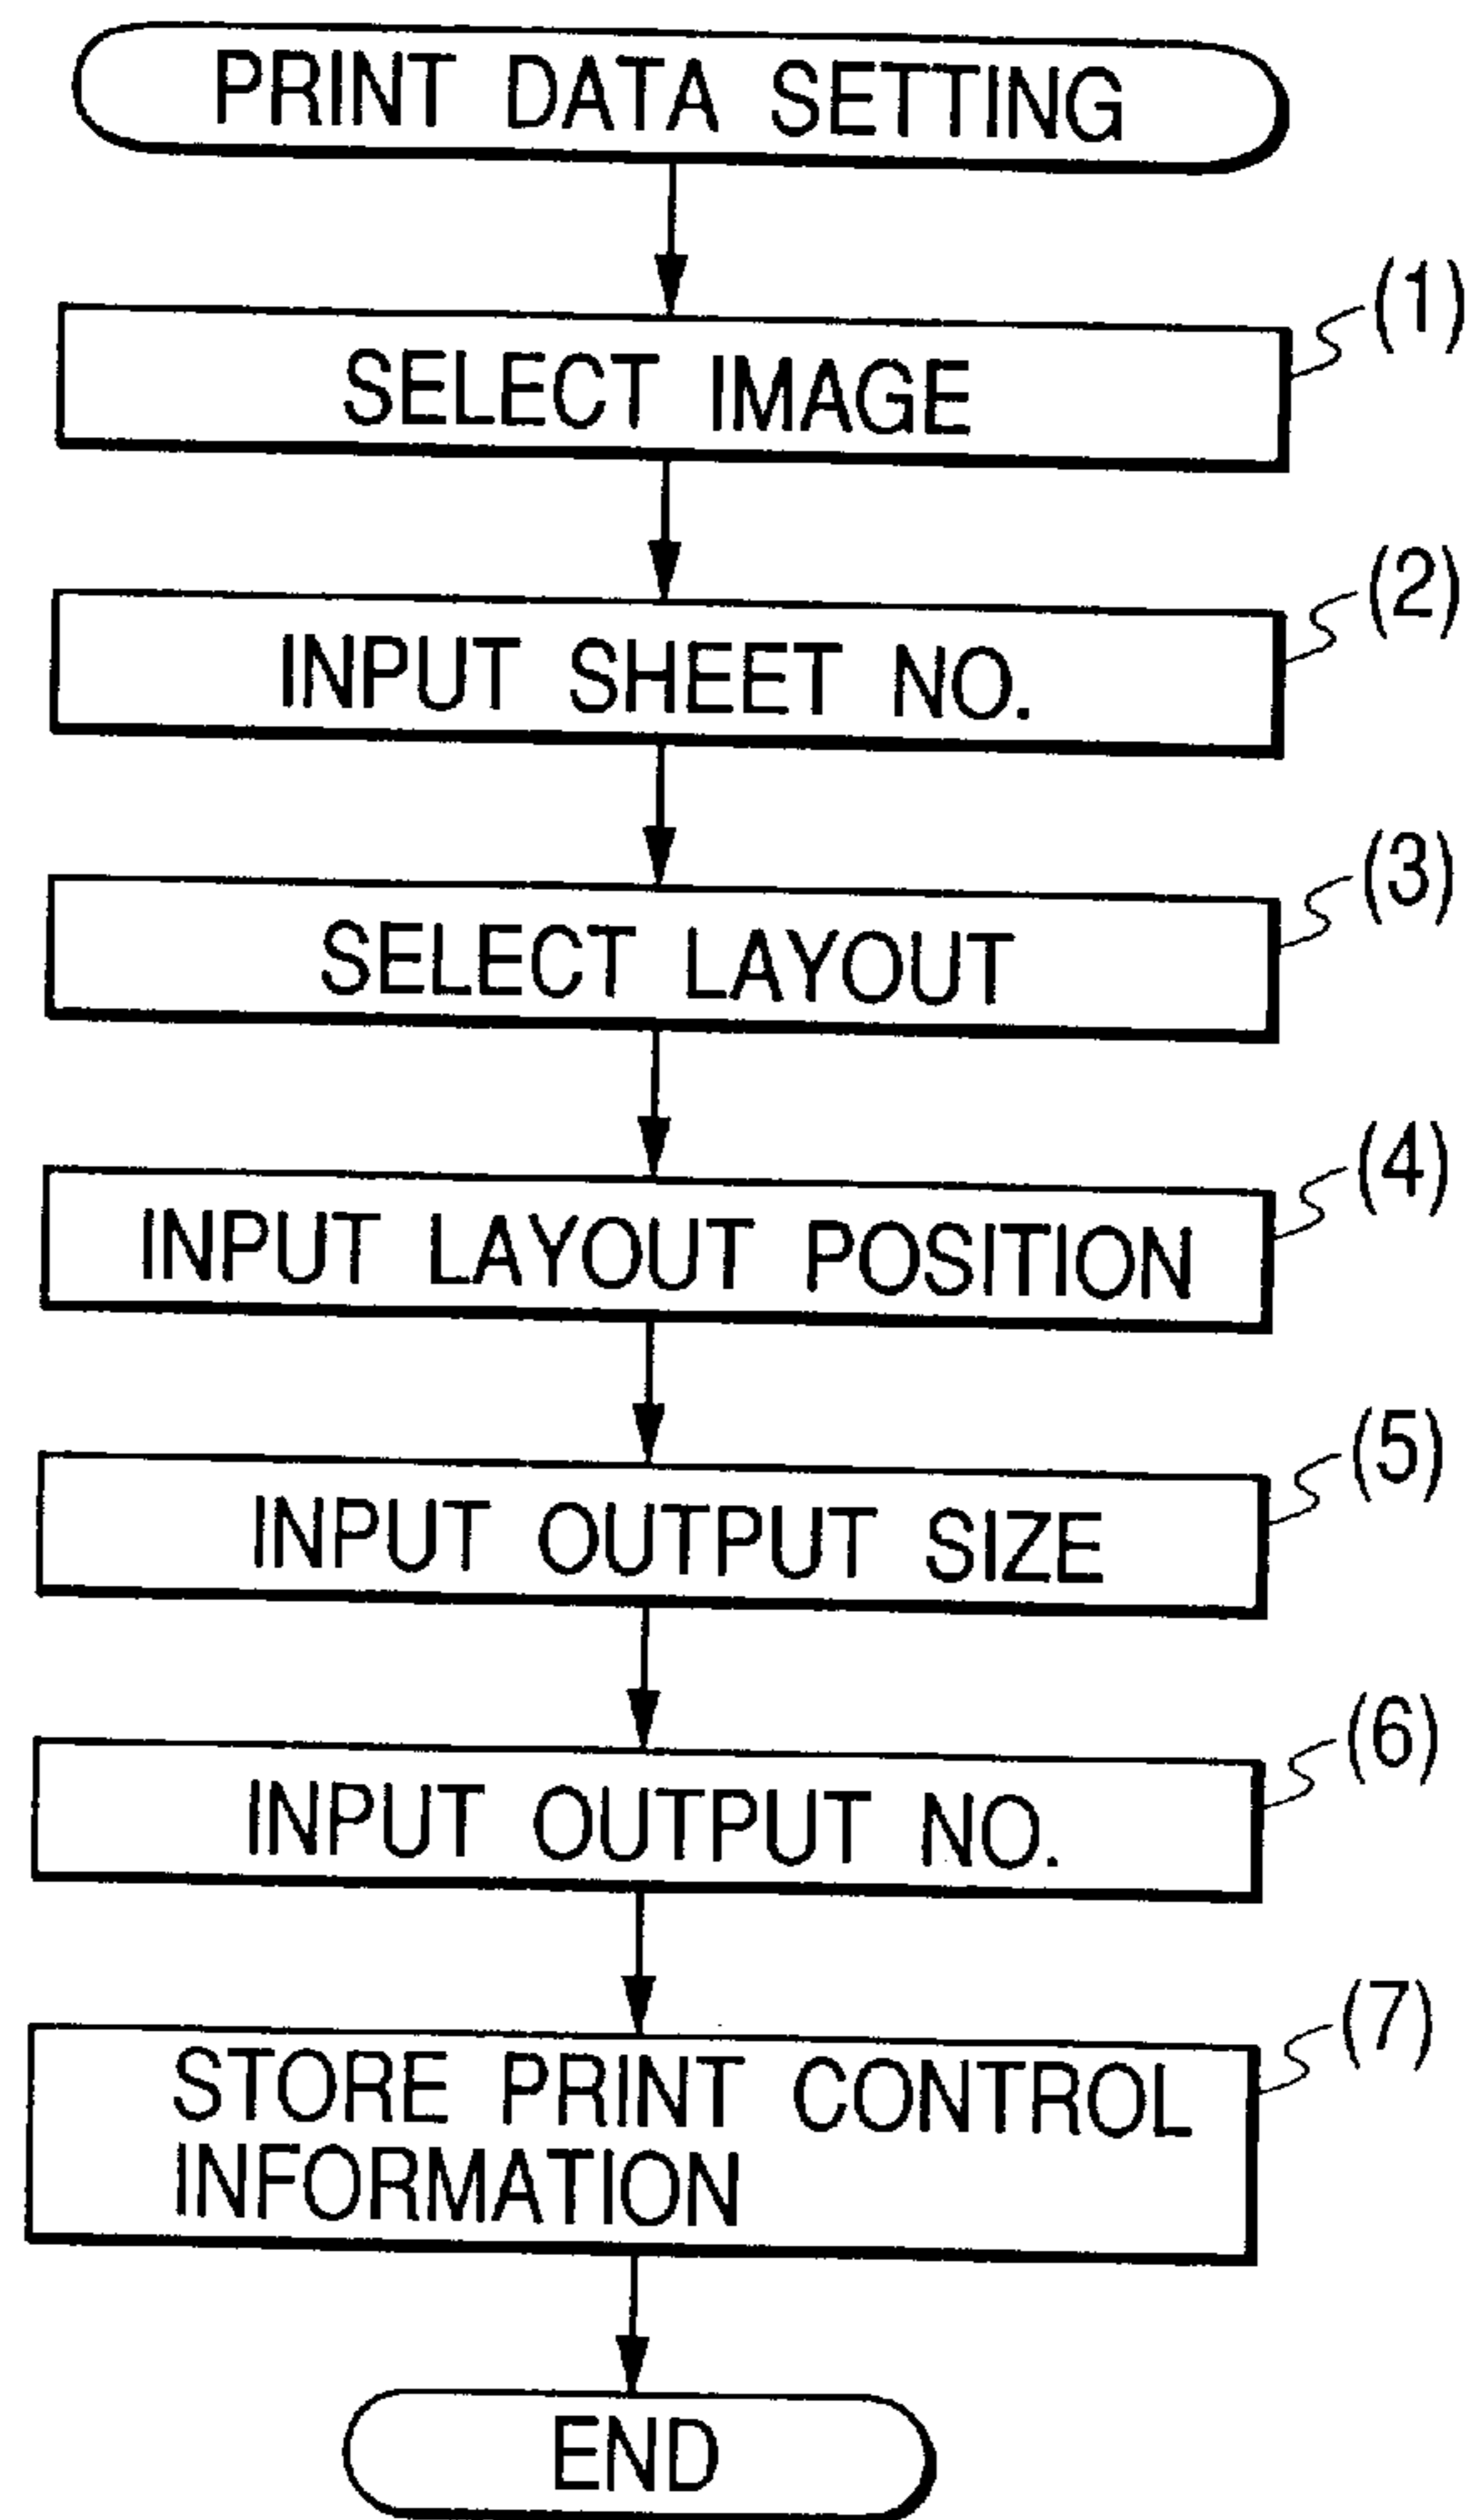 PRINT DATA SETTING
(1)
SELECT IMAGE
(2)
INPUT SHEET NO.
(3)
SELECT LAYOUT
(4)
INPUT LAYOUT POSITION
(5)
INPUT OUTPUT SIZE
(6)
INPUT OUTPUT NO.
(7)
STORE PRINT CONTROL
INFORMATION
END